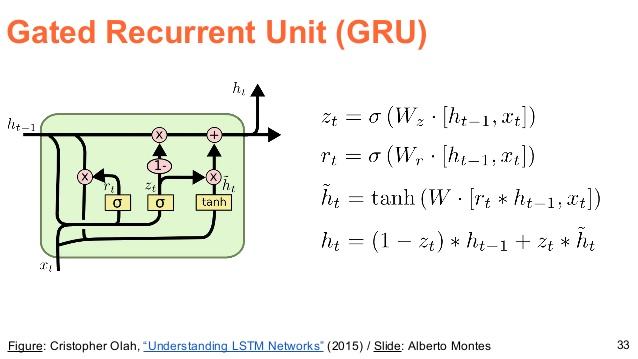 Gated Recurrent Unit (GRU)
h_t
h_{t-1}
x +
1-
x r_t z_t x h̃_t
σ σ tanh
x_t
z_t = σ (W_z · [h_{t-1}, x_t])
r_t = σ (W_r · [h_{t-1}, x_t])
h̃_t = tanh (W · [r_t * h_{t-1}, x_t])
h_t = (1 − z_t) * h_{t-1} + z_t * h̃_t
Figure: Cristopher Olah, “Understanding LSTM Networks” (2015) / Slide: Alberto Montes
33